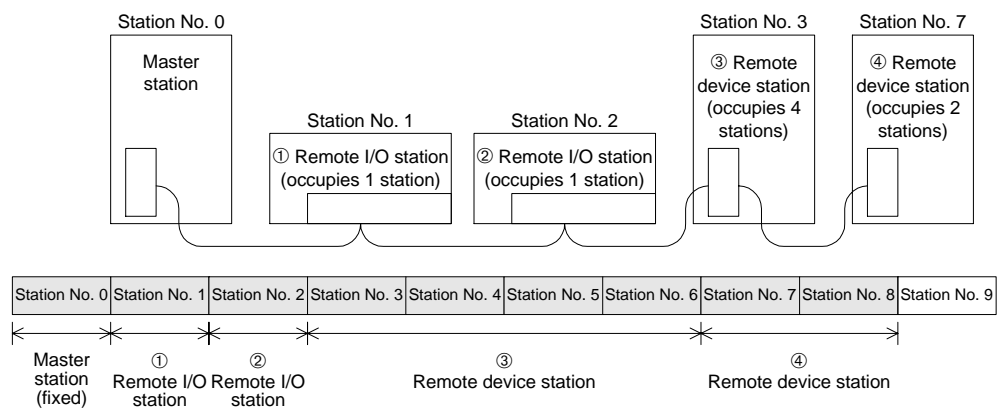 Station No. 0
Station No. 3
Station No. 7
Master
station
③ Remote
device station
(occupies 4
stations)
④ Remote
device station
(occupies 2
stations)
Station No. 1
Station No. 2
① Remote I/O station
(occupies 1 station)
② Remote I/O station
(occupies 1 station)
Station No. 0 Station No. 1 Station No. 2 Station No. 3 Station No. 4 Station No. 5 Station No. 6 Station No. 7 Station No. 8 Station No. 9
Master
station
(fixed)
①
Remote I/O
station
②
Remote I/O
station
③
Remote device station
④
Remote device station